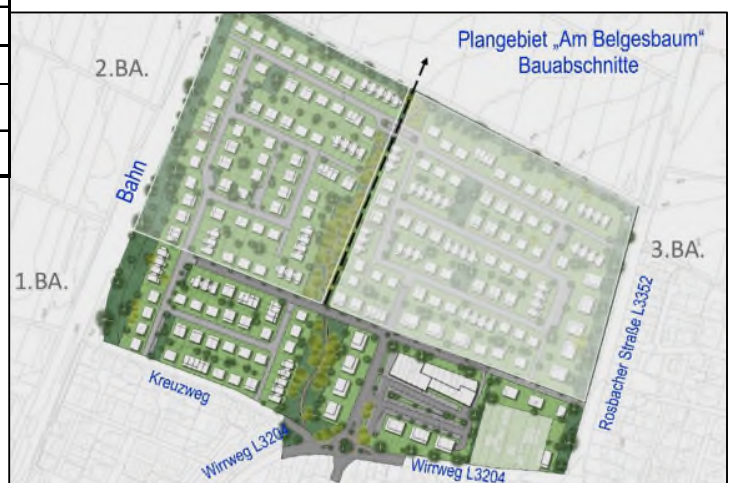 Plangebiet „Am Belgesbaum“
Bauabschnitte
2.BA.
Bahn
1.BA.
3.BA.
Rosbacher Straße L3352
Kreuzweg
Wirrweg L3204
Wirrweg L3204